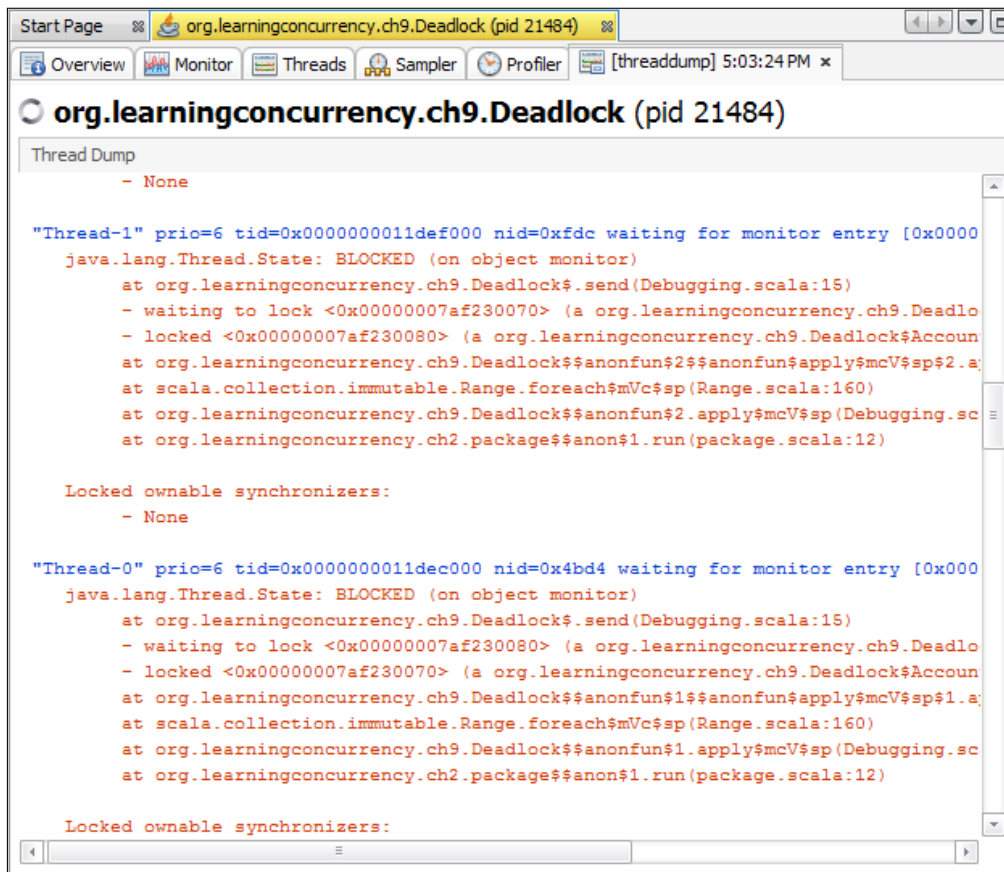 Start Page
org.learningconcurrency.ch9.Deadlock (pid 21484)
Overview Monitor Threads Sampler Profiler [threaddump] 5:03:24 PM
org.learningconcurrency.ch9.Deadlock (pid 21484)
Thread Dump
- None
"Thread-1" prio=6 tid=0x0000000011def000 nid=0xfdc waiting for monitor entry [0x0000
java.lang.Thread.State: BLOCKED (on object monitor)
at org.learningconcurrency.ch9.Deadlock$.send(Debugging.scala:15)
- waiting to lock <0x00000007af230070> (a org.learningconcurrency.ch9.Deadlo
- locked <0x00000007af230080> (a org.learningconcurrency.ch9.Deadlock$Accoun
at org.learningconcurrency.ch9.Deadlock$$anonfun$2$$anonfun$apply$mcV$sp$2.a
at scala.collection.immutable.Range.foreach$mVc$sp(Range.scala:160)
at org.learningconcurrency.ch9.Deadlock$$anonfun$2.apply$mcV$sp(Debugging.sc
at org.learningconcurrency.ch2.package$$anon$1.run(package.scala:12)
Locked ownable synchronizers:
- None
"Thread-0" prio=6 tid=0x0000000011dec000 nid=0x4bd4 waiting for monitor entry [0x000
java.lang.Thread.State: BLOCKED (on object monitor)
at org.learningconcurrency.ch9.Deadlock$.send(Debugging.scala:15)
- waiting to lock <0x00000007af230080> (a org.learningconcurrency.ch9.Deadlo
- locked <0x00000007af230070> (a org.learningconcurrency.ch9.Deadlock$Accoun
at org.learningconcurrency.ch9.Deadlock$$anonfun$1$$anonfun$apply$mcV$sp$1.a
at scala.collection.immutable.Range.foreach$mVc$sp(Range.scala:160)
at org.learningconcurrency.ch9.Deadlock$$anonfun$1.apply$mcV$sp(Debugging.sc
at org.learningconcurrency.ch2.package$$anon$1.run(package.scala:12)
Locked ownable synchronizers: